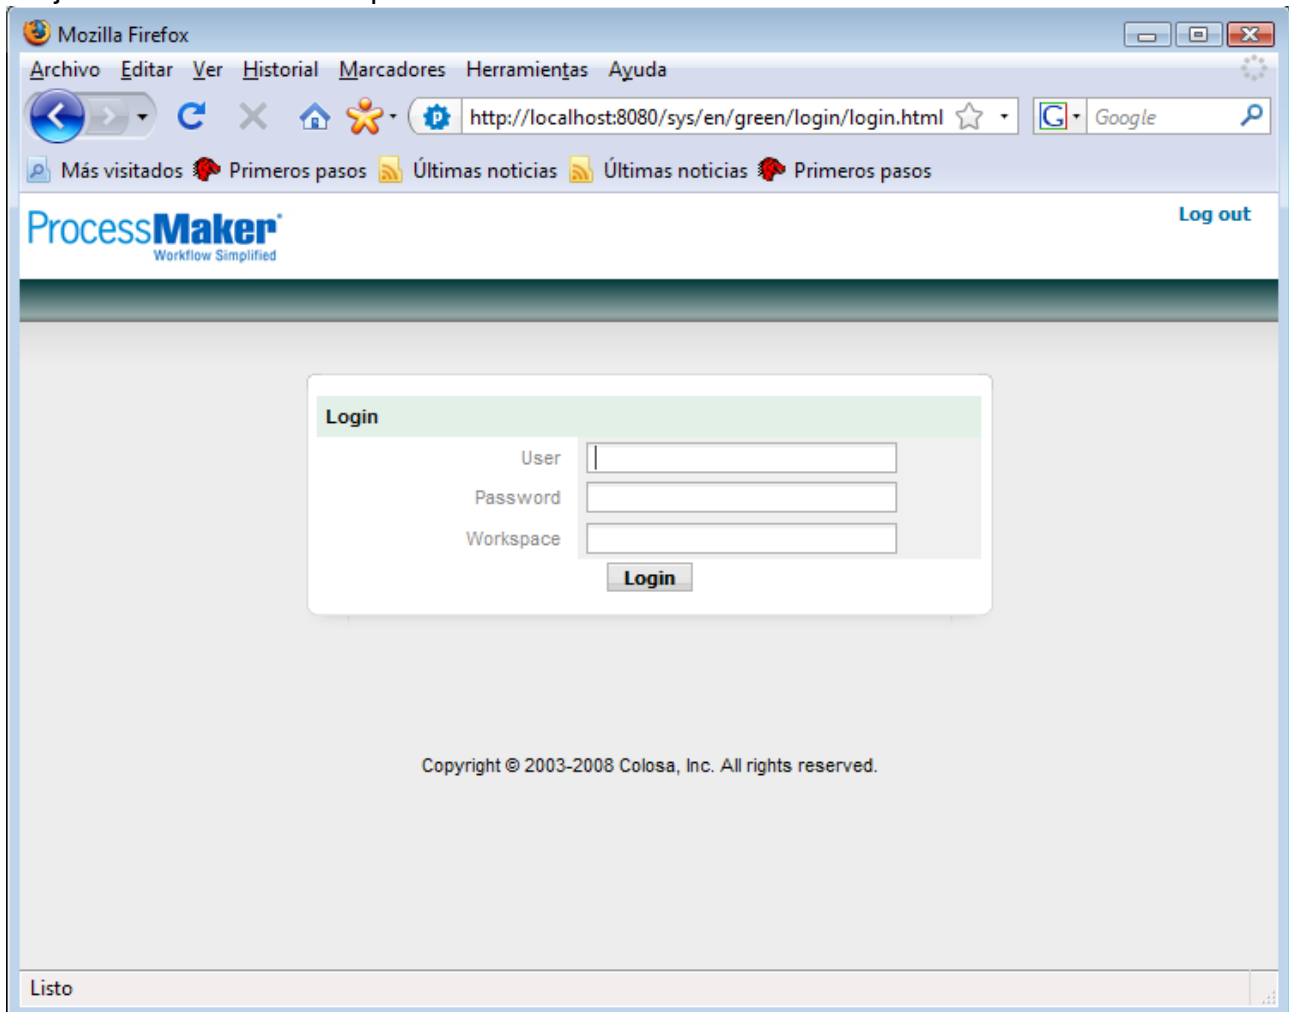 Mozilla Firefox
Archivo Editar Ver Historial Marcadores Herramientas Ayuda
http://localhost:8080/sys/en/green/login/login.html G Google
Más visitados Primeros pasos Últimas noticias Últimas noticias Primeros pasos
ProcessMaker Log out
Workflow Simplified
Login
User
Password
Workspace
Login
Copyright © 2003-2008 Colosa, Inc. All rights reserved.
Listo